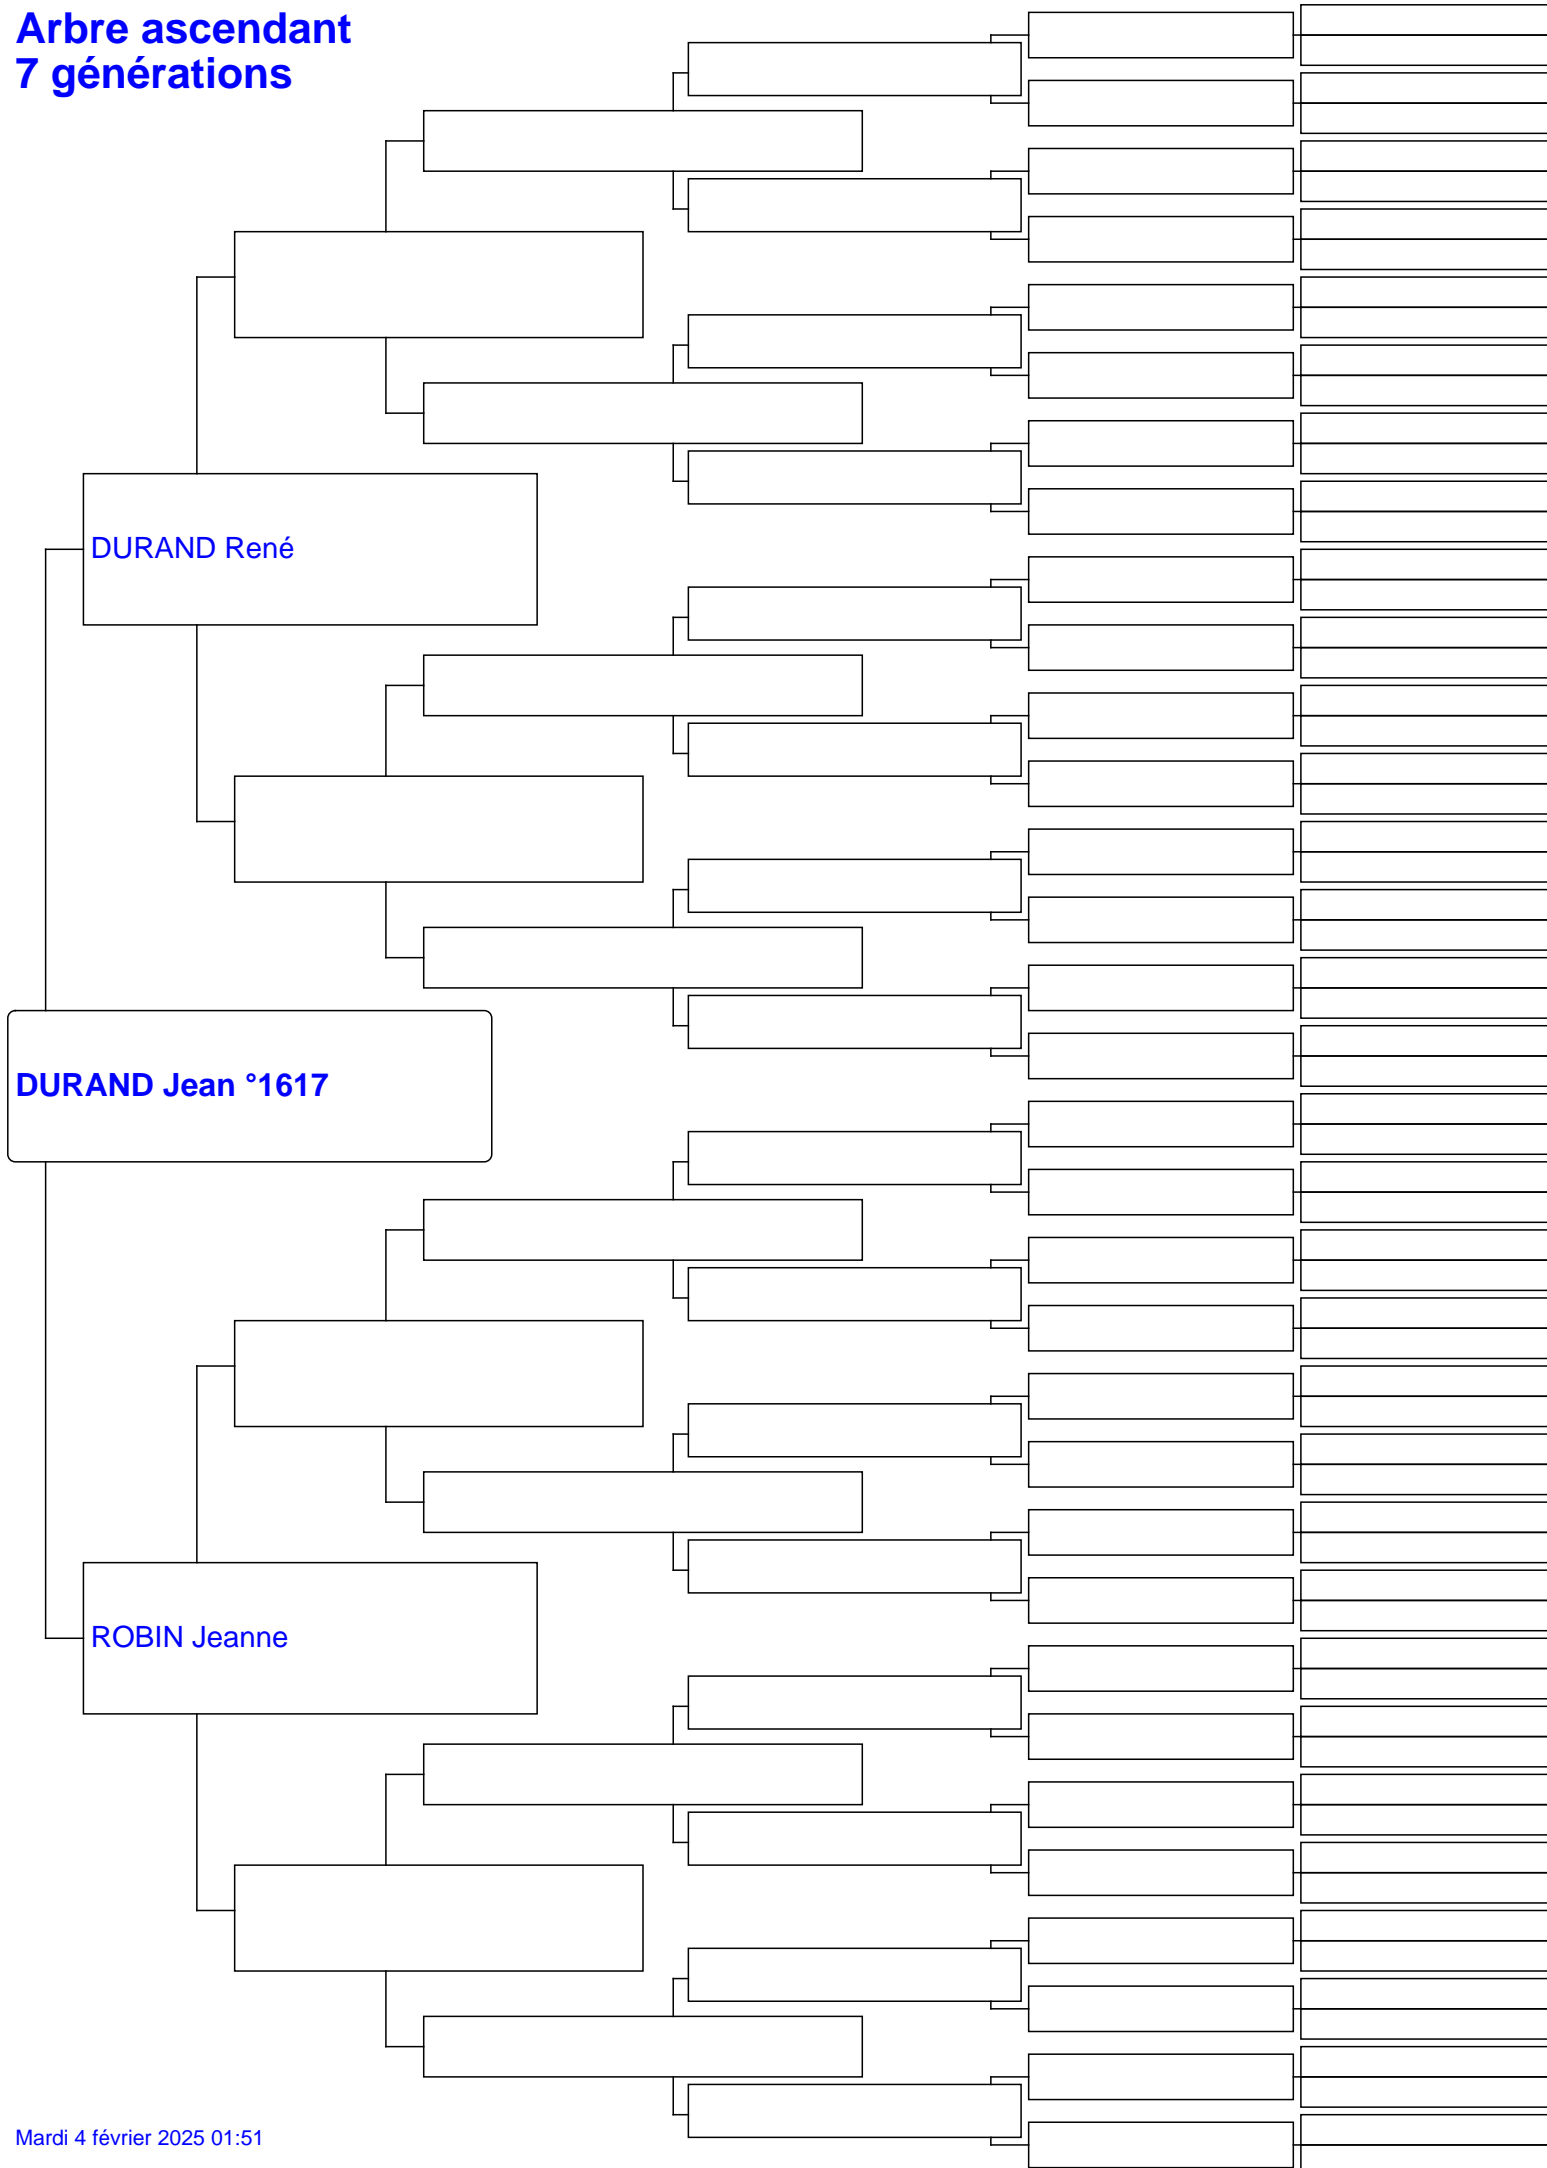 Arbre ascendant
7 générations
DURAND René
DURAND Jean °1617
ROBIN Jeanne
Mardi 4 février 2025 01:51